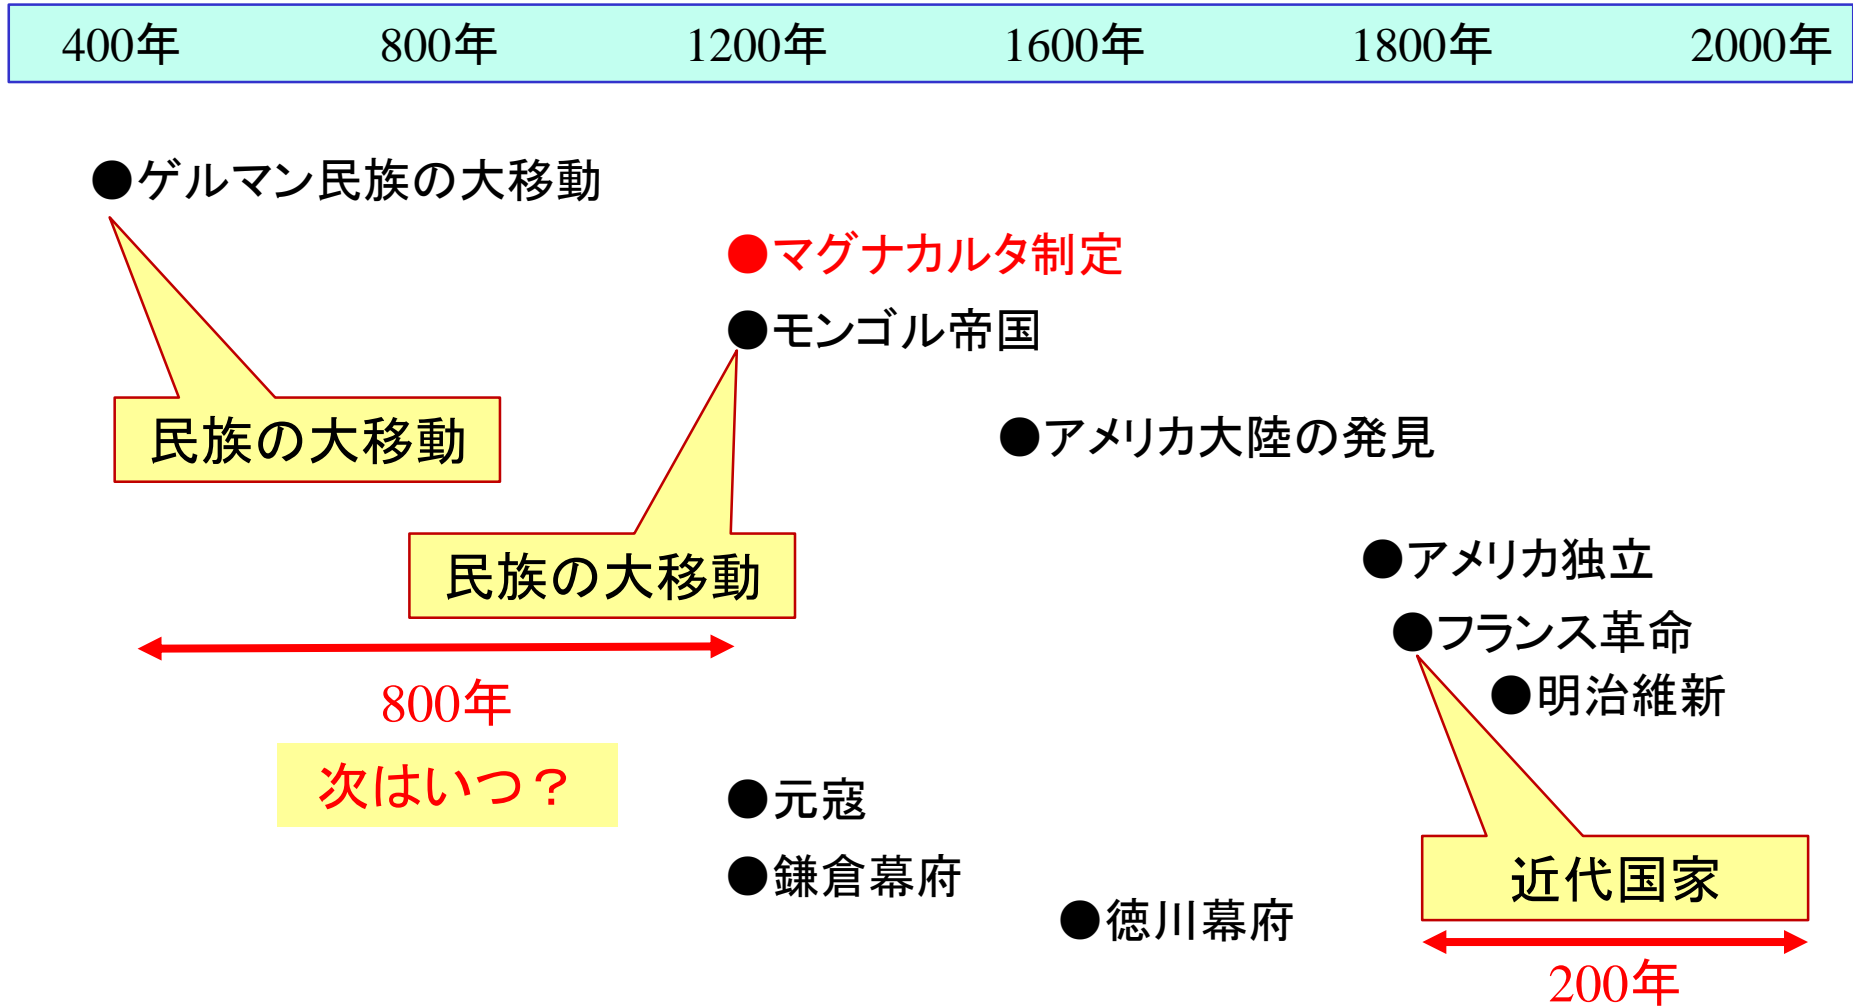 400年 800年 1200年 1600年 1800年 2000年
●ゲルマン民族の大移動
●マグナカルタ制定
●モンゴル帝国
民族の大移動
●アメリカ大陸の発見
民族の大移動
●アメリカ独立
●フランス革命
●明治維新
800年
次はいつ？
●元寇
●鎌倉幕府
近代国家
●徳川幕府
200年